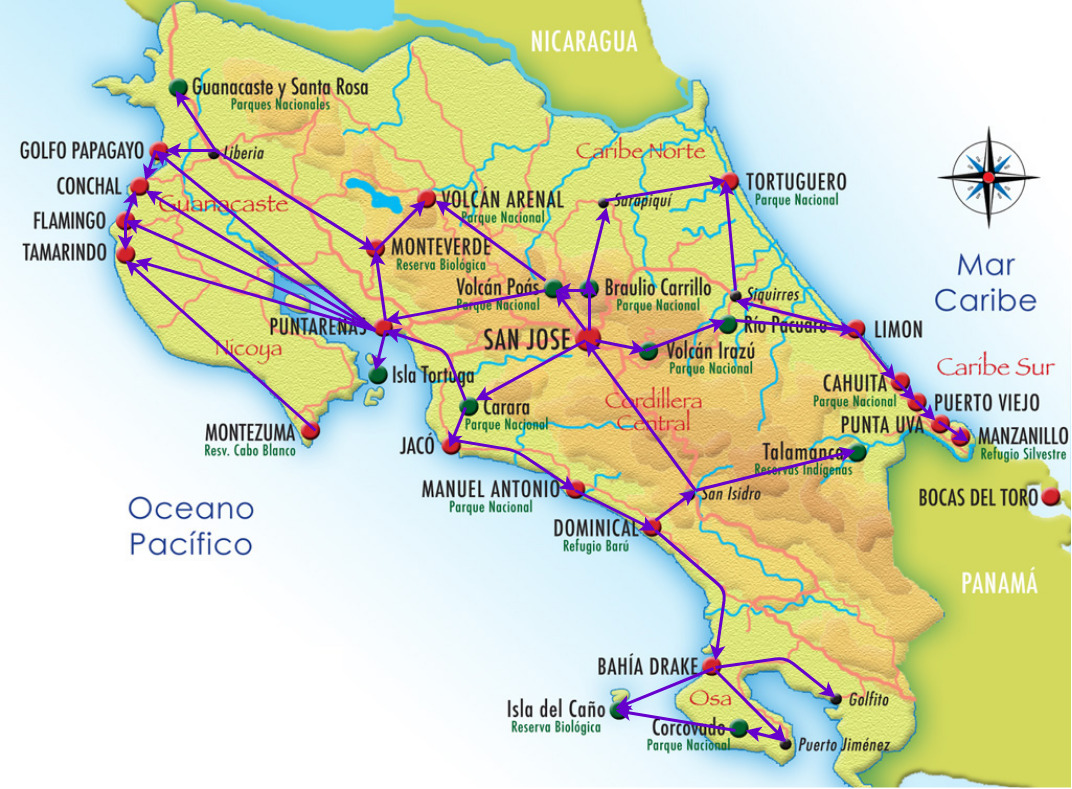 NICARAGUA
Guanacaste y Santa Rosa
Parques Nacionales
GOLFO PAPAGAYO
Liberia
Caribe Norte
CONCHAL
TORTUGUERO
Parque Nacional
Guanacaste
VOLCÁN ARENAL
Parque Nacional
Sarapiquí
FLAMINGO
TAMARINDO
MONTEVERDE
Reserva Biológica
Mar
Caribe
Volcán Poás
Parque Nacional
Braulio Carrillo
Parque Nacional
Siquirres
PUNTARENAS
SAN JOSE
Río Pacuare
LIMON
Nicoya
Volcán Irazú
Parque Nacional
Isla Tortuga
Caribe Sur
CAHUITA
Parque Nacional
Carara
Parque Nacional
Cordillera
Central
PUERTO VIEJO
PUNTA UVA
MONTEZUMA
Resv. Cabo Blanco
JACÓ
MANZANILLO
Refugio Silvestre
Talamanca
Reservas Indígenas
MANUEL ANTONIO
Parque Nacional
San Isidro
BOCAS DEL TORO
Oceano
Pacífico
DOMINICAL
Refugio Barú
PANAMÁ
BAHÍA DRAKE
Osa
Golfito
Isla del Caño
Reserva Biológica
Corcovado
Parque Nacional
Puerto Jiménez